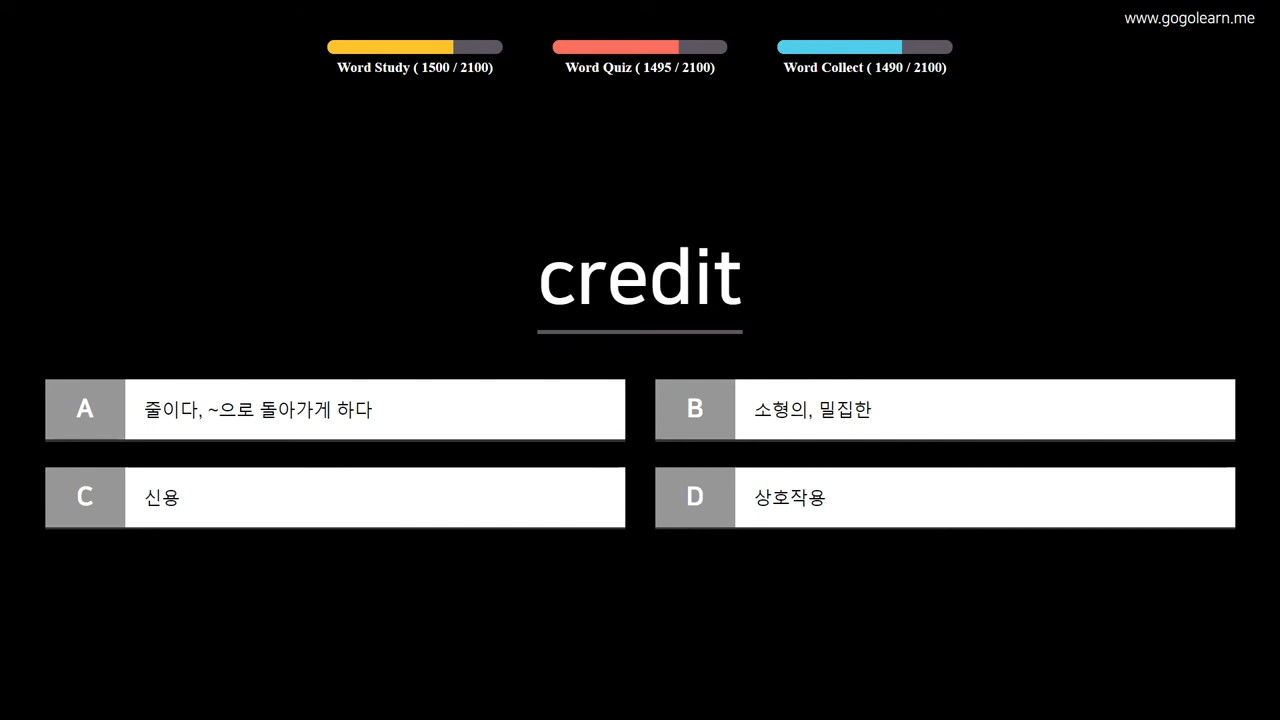 www.gogolearn.me
Word Study ( 1500 / 2100)
Word Quiz ( 1495 / 2100)
Word Collect ( 1490 / 2100)
credit
A 줄이다, ~으로 돌아가게 하다
B 소형의, 밀집한
C 신용
D 상호작용